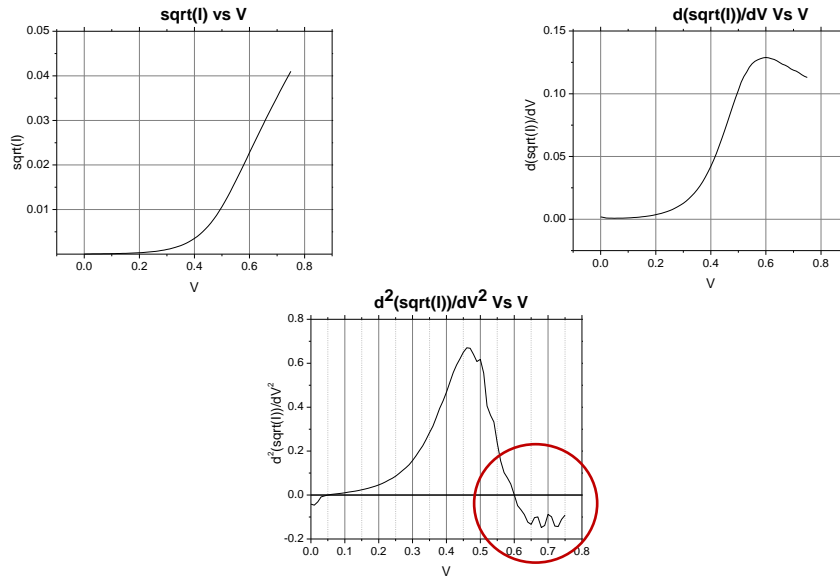 sqrt(I) vs V
0.05
0.04
0.03
0.02
0.01
sqrt(I)
0.0 0.2 0.4 0.6 0.8
V
d(sqrt(I))/dV Vs V
0.15
0.10
0.05
0.00
d(sqrt(I))/dV
0.0 0.2 0.4 0.6 0.8
V
d²(sqrt(I))/dV² Vs V
0.8
0.6
0.4
0.2
0.0
-0.2
d²(sqrt(I))/dV²
0.0 0.1 0.2 0.3 0.4 0.5 0.6 0.7 0.8
V